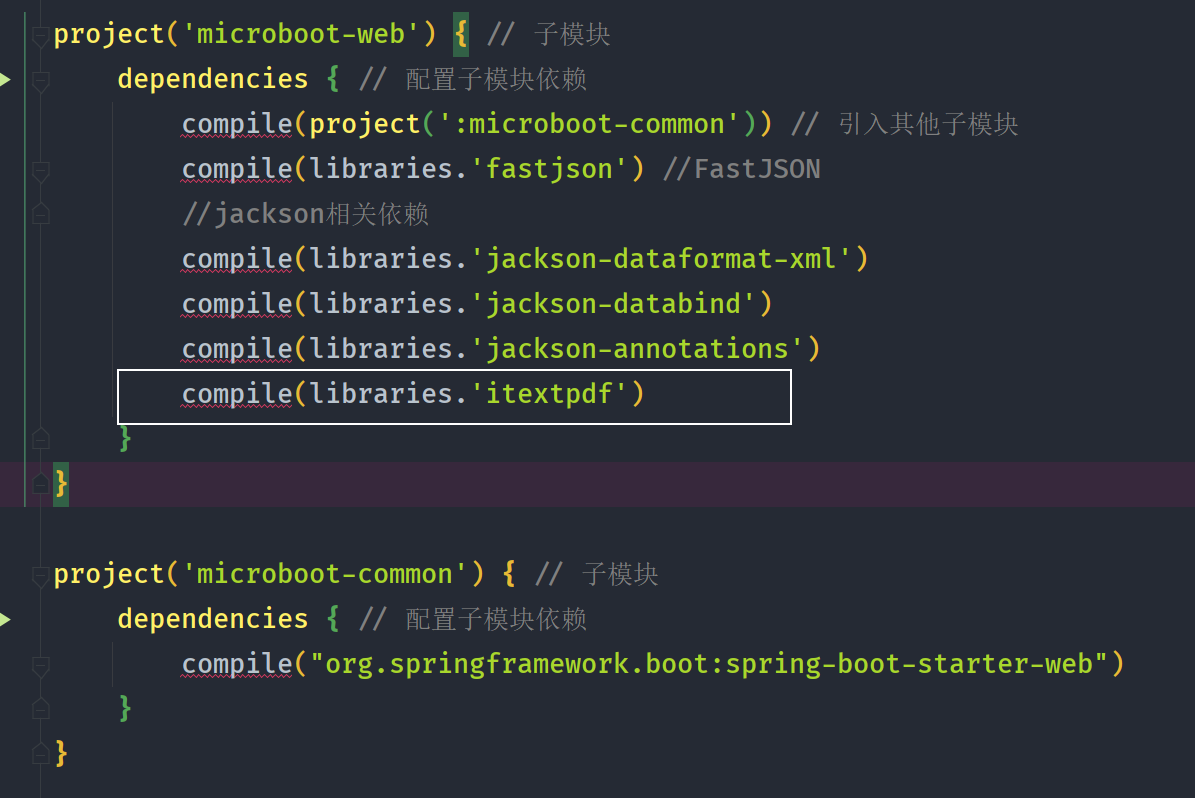 project('microboot-web') { // 子模块
dependencies { // 配置子模块依赖
compile(project(':microboot-common')) // 引入其他子模块
compile(libraries.'fastjson') //FastJSON
//jackson相关依赖
compile(libraries.'jackson-dataformat-xml')
compile(libraries.'jackson-databind')
compile(libraries.'jackson-annotations')
compile(libraries.'itextpdf')
}
}
project('microboot-common') { // 子模块
dependencies { // 配置子模块依赖
compile("org.springframework.boot:spring-boot-starter-web")
}
}